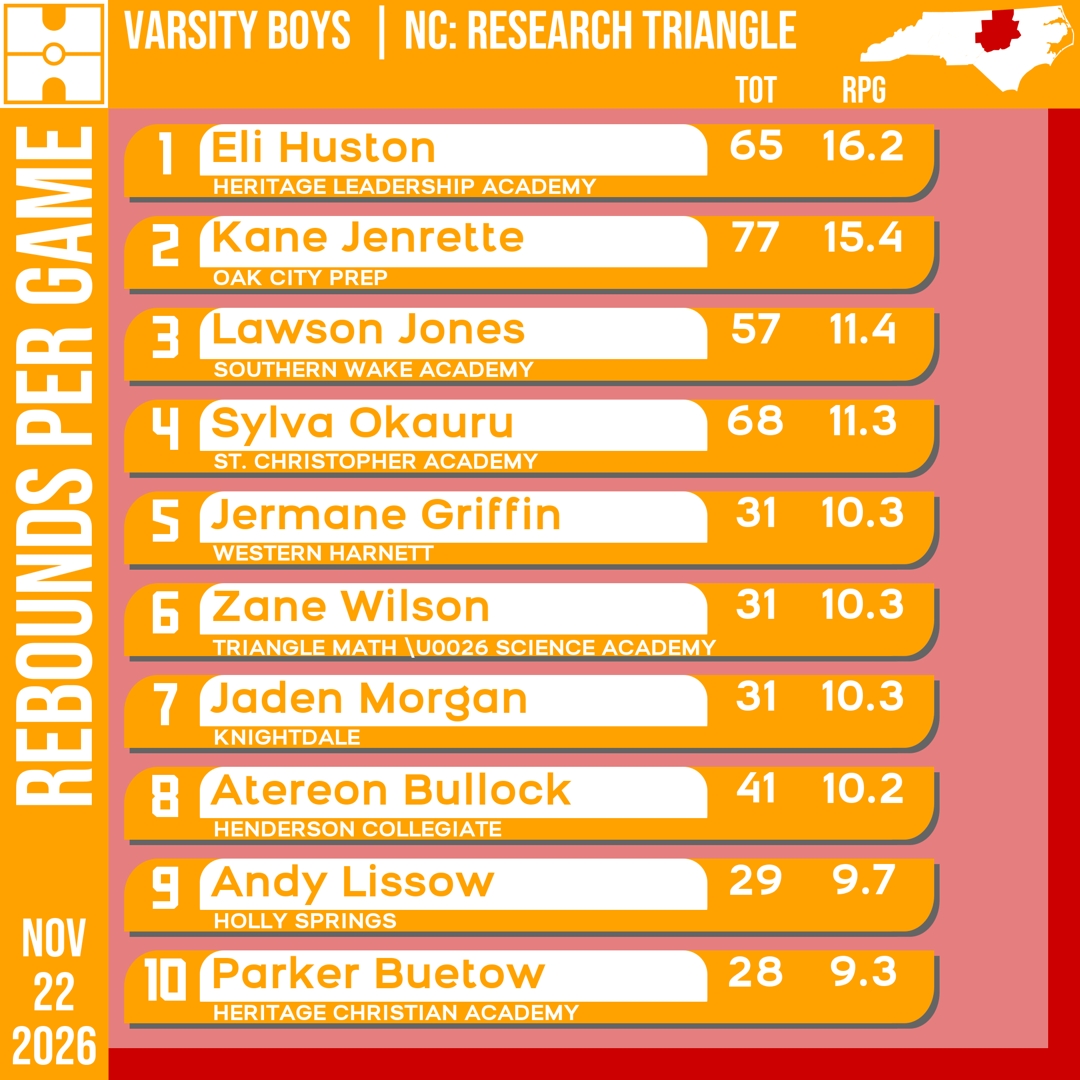 VARSITY BOYS | NC: RESEARCH TRIANGLE
TOT RPG
REBOUNDS PER GAME
1 Eli Huston 65 16.2
HERITAGE LEADERSHIP ACADEMY
2 Kane Jenrette 77 15.4
OAK CITY PREP
3 Lawson Jones 57 11.4
SOUTHERN WAKE ACADEMY
4 Sylva Okauru 68 11.3
ST. CHRISTOPHER ACADEMY
5 Jermane Griffin 31 10.3
WESTERN HARNETT
6 Zane Wilson 31 10.3
TRIANGLE MATH \U0026 SCIENCE ACADEMY
7 Jaden Morgan 31 10.3
KNIGHTDALE
8 Atereon Bullock 41 10.2
HENDERSON COLLEGIATE
9 Andy Lissow 29 9.7
HOLLY SPRINGS
10 Parker Buetow 28 9.3
HERITAGE CHRISTIAN ACADEMY
NOV
22
2026